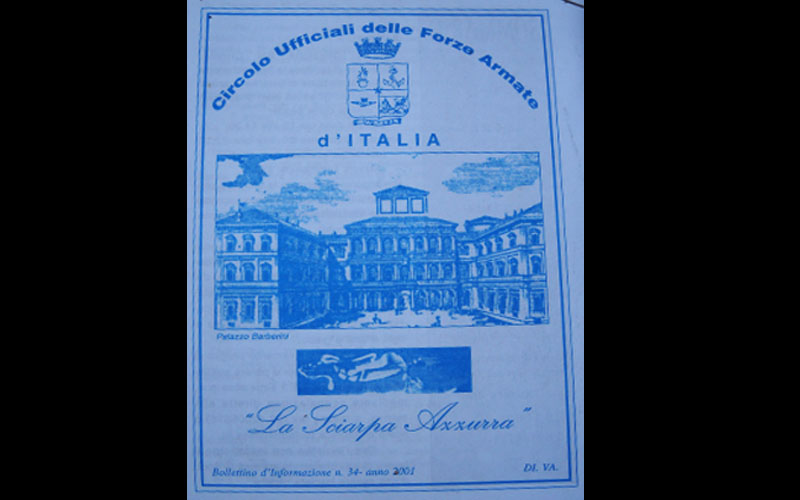 Circolo Ufficiali delle Forze Armate
d'ITALIA
Palazzo Barberini
"La Sciarpa Azzurra"
Bollettino d'Informazione n. 34- anno 2001
DI. VA.